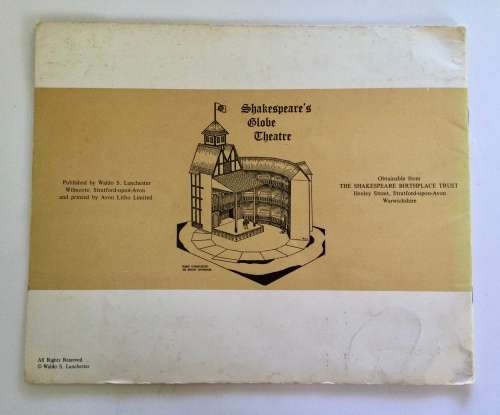 Shakespeare's
Globe
Theatre
Published by Waldo S. Lanchester
Wilmcote, Stratford-upon-Avon
and printed by Avon Litho Limited
Obtainable from
THE SHAKESPEARE BIRTHPLACE TRUST
Henley Street, Stratford-upon-Avon
Warwickshire
All Rights Reserved
© Waldo S. Lanchester